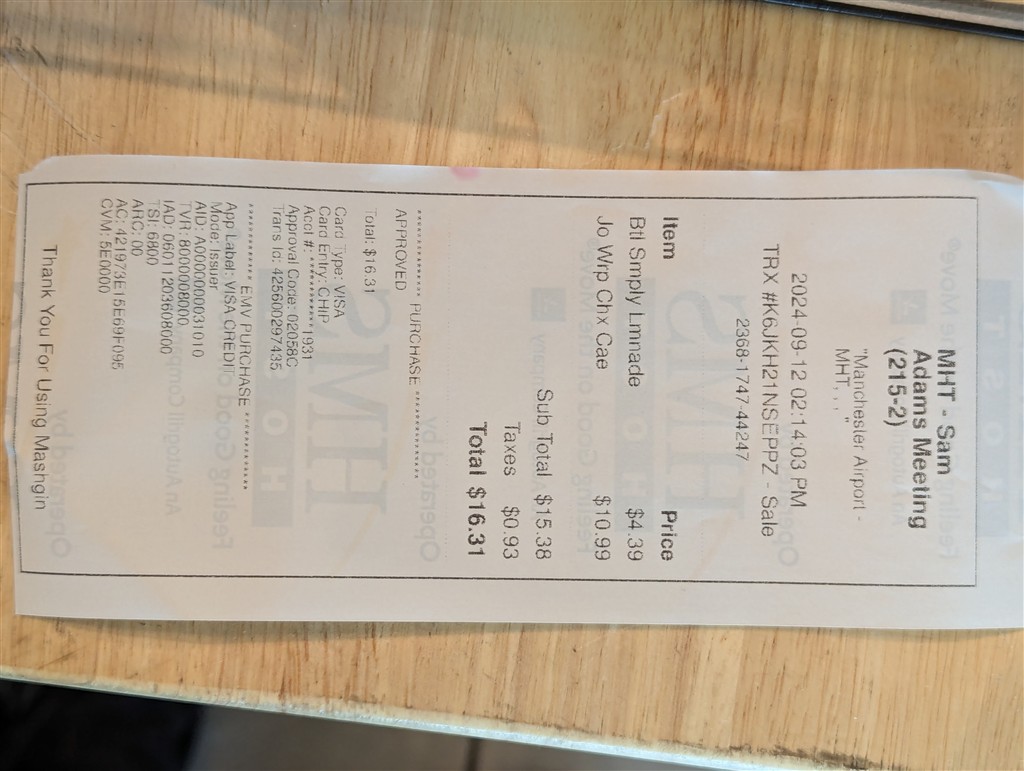 MHT - Sam
Adams Meeting
(215-2)
"Manchester Airport -
MHT, , , "
2024-09-12 02:14:03 PM
TRX #K6JKH21NSEPPZ - Sale
2368-1747-44247
Item Price
Btl Smply Lmnade $4.39
Jo Wrp Chx Cae $10.99
Sub Total $15.38
Taxes $0.93
Total $16.31
********* PURCHASE **************
APPROVED
Total: $16.31
Card Type: VISA
Card Entry: CHIP
Acct #: ************1931
Approval Code: 02058C
Trans Id: 425600297435
*********** EMV PURCHASE ************
App Label: VISA CREDIT
Mode: Issuer
AID: A0000000031010
TVR: 8000008000
IAD: 06011203608000
TSI: 6800
ARC: 00
AC: 421973E15E69F095
CVM: 5E0000
Thank You For Using Mashgin